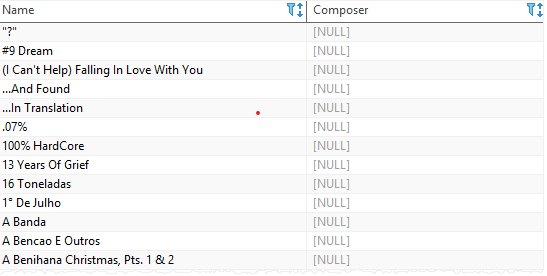 Name Composer
"?" [NULL]
#9 Dream [NULL]
(I Can't Help) Falling In Love With You [NULL]
...And Found [NULL]
...In Translation [NULL]
.07% [NULL]
100% HardCore [NULL]
13 Years Of Grief [NULL]
16 Toneladas [NULL]
1° De Julho [NULL]
A Banda [NULL]
A Bencao E Outros [NULL]
A Benihana Christmas, Pts. 1 & 2 [NULL]